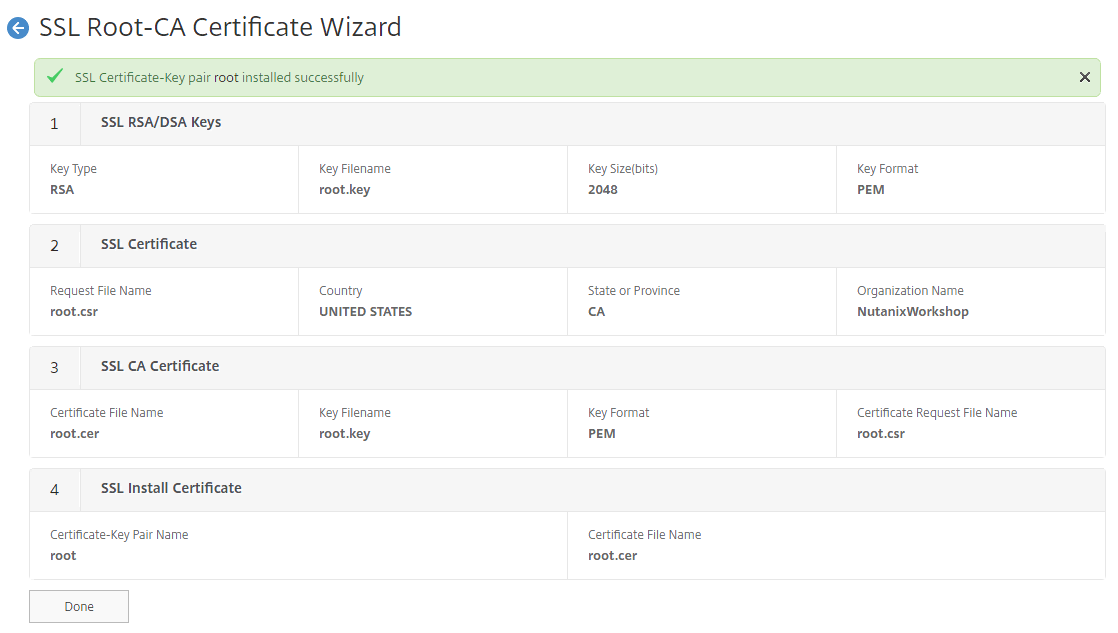 SSL Root-CA Certificate Wizard
SSL Certificate-Key pair root installed successfully
1 SSL RSA/DSA Keys
Key Type Key Filename Key Size(bits) Key Format
RSA root.key 2048 PEM
2 SSL Certificate
Request File Name Country State or Province Organization Name
root.csr UNITED STATES CA NutanixWorkshop
3 SSL CA Certificate
Certificate File Name Key Filename Key Format Certificate Request File Name
root.cer root.key PEM root.csr
4 SSL Install Certificate
Certificate-Key Pair Name Certificate File Name
root root.cer
Done